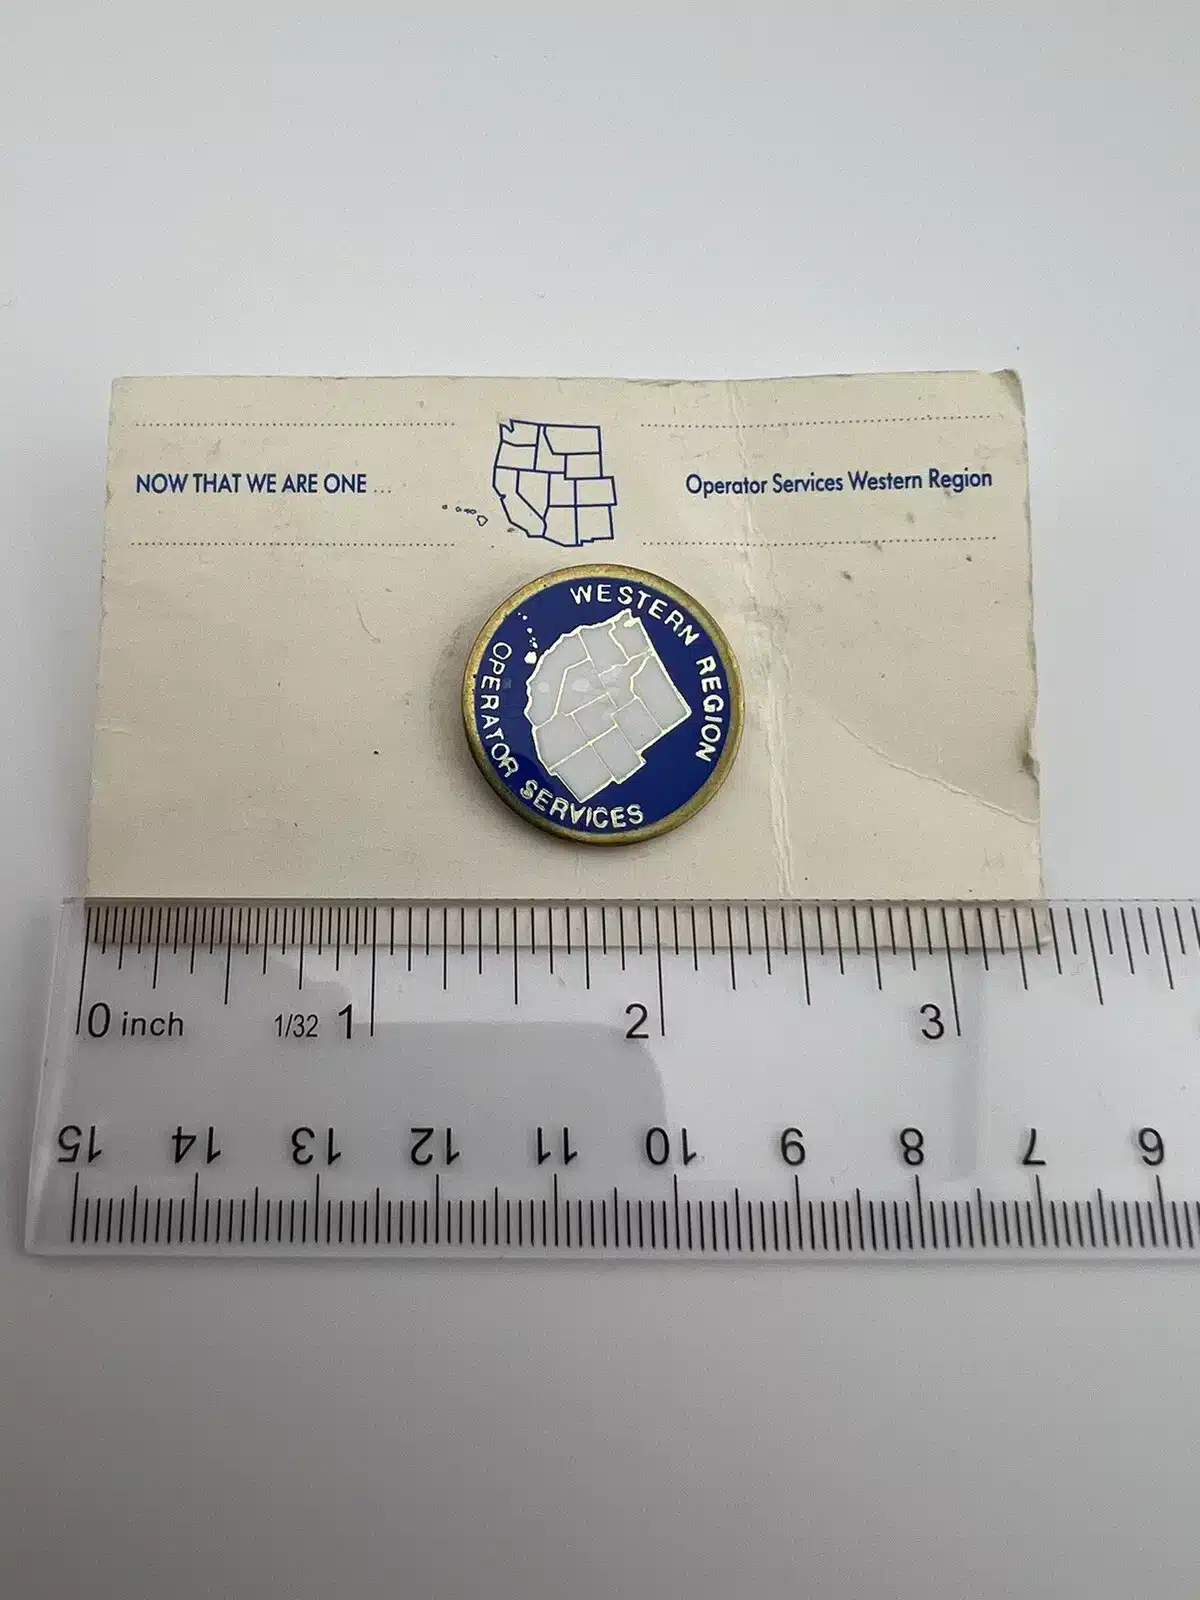 NOW THAT WE ARE ONE ...
Operator Services Western Region
WESTERN REGION
OPERATOR SERVICES
0 inch 1/32 1 2 3
15 14 13 12 11 10 9 8 7 6